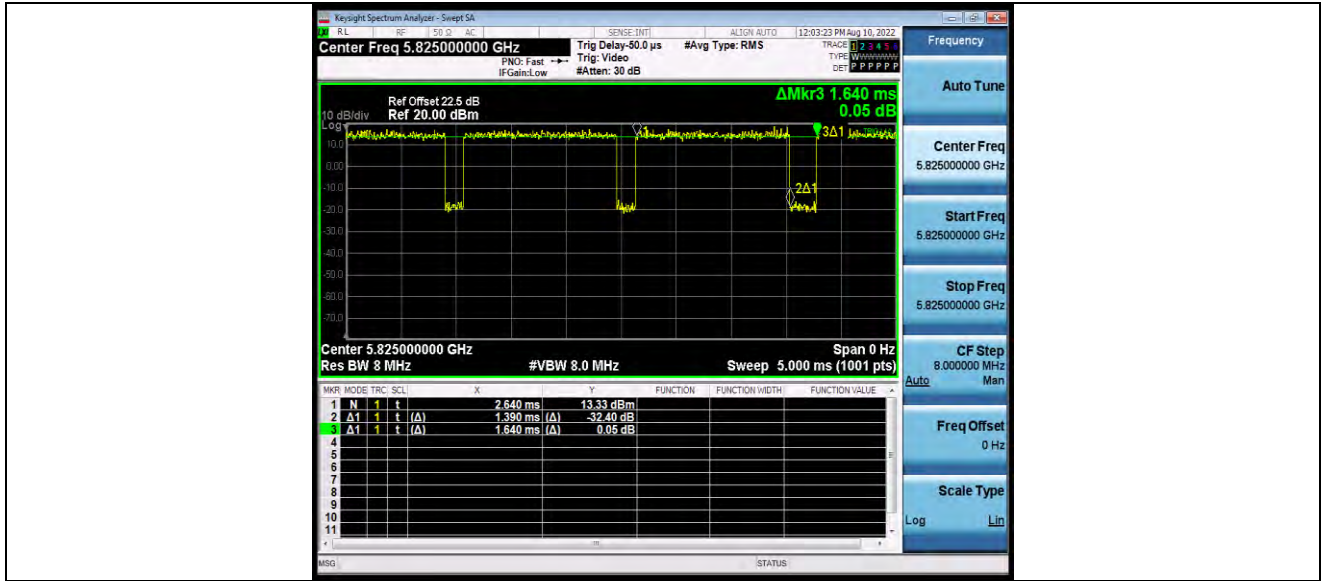 Keysight Spectrum Analyzer - Swept SA
RL RF 50 Ω AC SENSE:INT ALIGN AUTO 12:03:23 PM Aug 10, 2022
Center Freq 5.825000000 GHz Trig Delay-50.0 µs #Avg Type: RMS TRACE 1 2 3 4 5 6
PNO: Fast Trig: Video TYPE WWWWWW
IFGain:Low #Atten: 30 dB DET P P P P P P
ΔMkr3 1.640 ms
Ref Offset 22.5 dB 0.05 dB
10 dB/div Ref 20.00 dBm
Log
1 3Δ1
10.0
0.00
-10.0 2Δ1
-20.0
-30.0
-40.0
-50.0
-60.0
-70.0
Center 5.825000000 GHz Span 0 Hz
Res BW 8 MHz #VBW 8.0 MHz Sweep 5.000 ms (1001 pts)
MKR MODE TRC SCL X Y FUNCTION FUNCTION WIDTH FUNCTION VALUE
1 N 1 t 2.640 ms 13.33 dBm
2 Δ1 1 t (Δ) 1.390 ms (Δ) -32.40 dB
3 Δ1 1 t (Δ) 1.640 ms (Δ) 0.05 dB
4
5
6
7
8
9
10
11
MSG STATUS
Frequency
Auto Tune
Center Freq
5.825000000 GHz
Start Freq
5.825000000 GHz
Stop Freq
5.825000000 GHz
CF Step
8.000000 MHz
Auto Man
Freq Offset
0 Hz
Scale Type
Log Lin